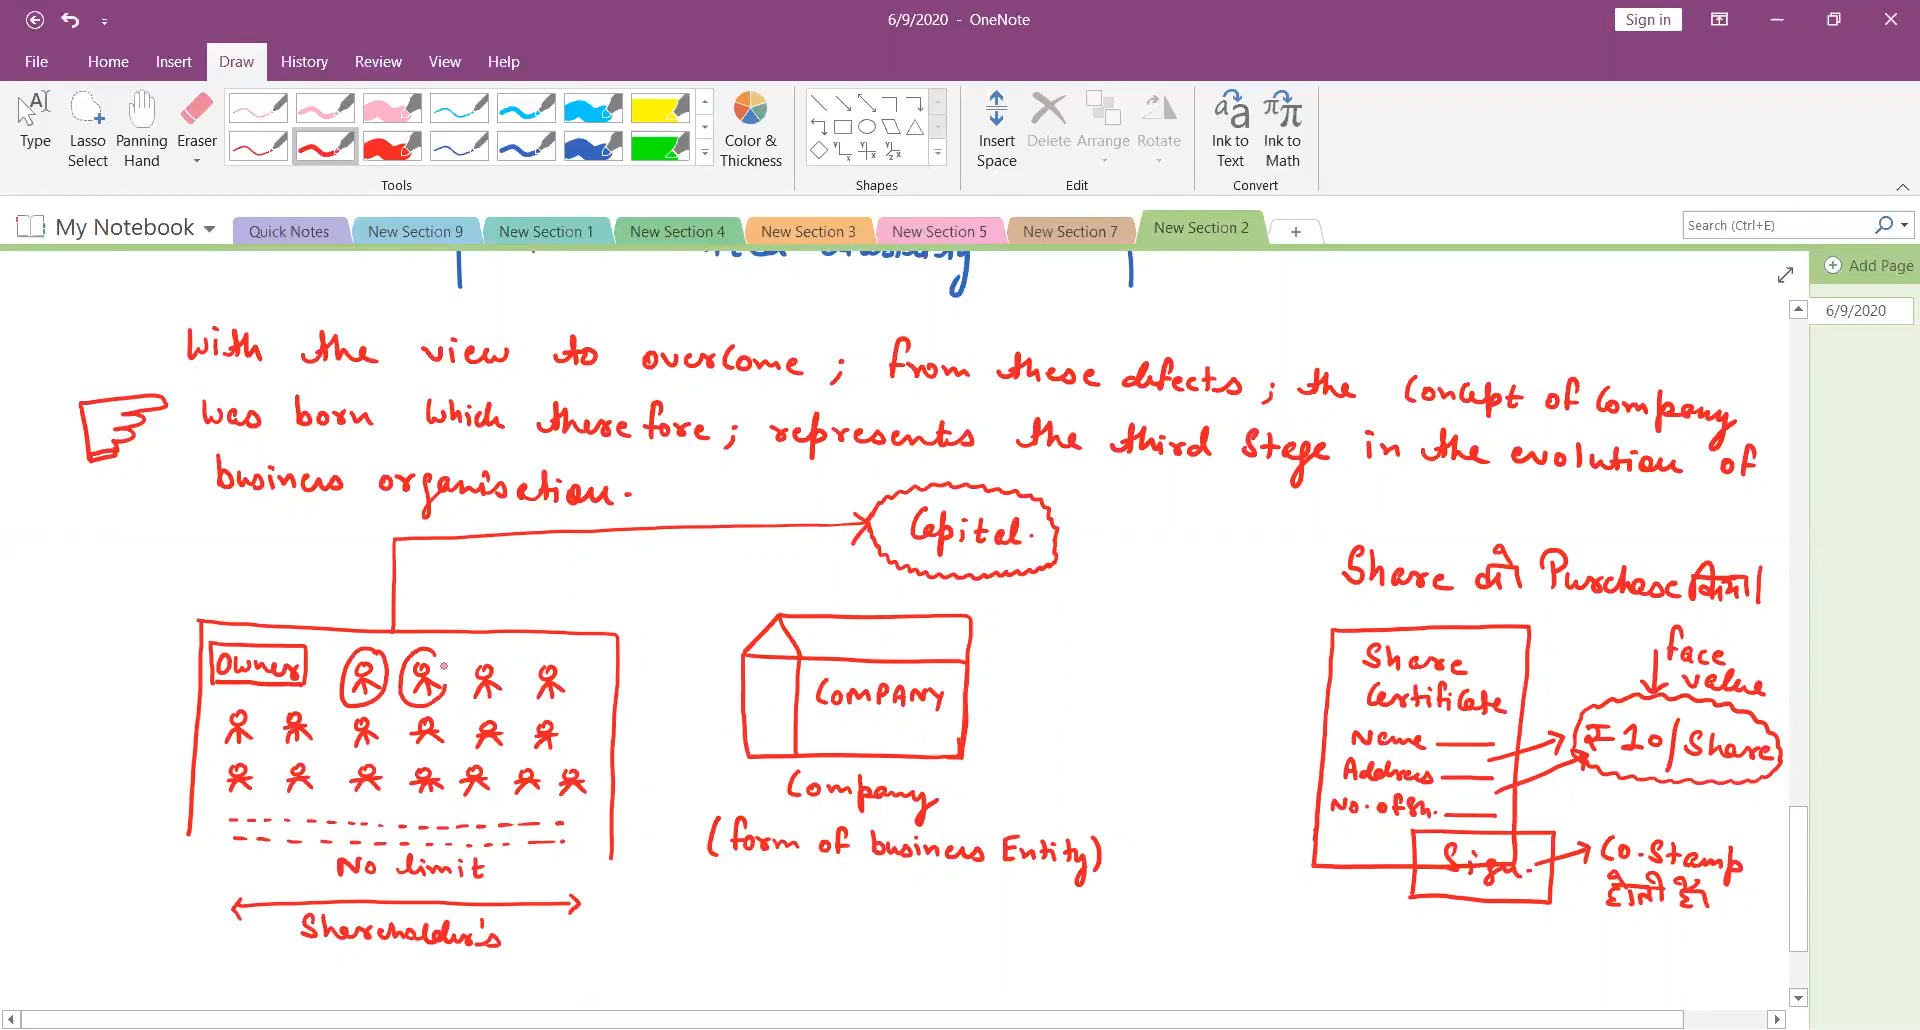 6/9/2020 - OneNote
Sign in
File Home Insert Draw History Review View Help
Type
Lasso Select
Panning Hand
Eraser
Color & Thickness
Insert Space
Delete
Arrange
Rotate
Ink to Text
Ink to Math
Tools
Shapes
Edit
Convert
My Notebook
Quick Notes
New Section 9
New Section 1
New Section 4
New Section 3
New Section 5
New Section 7
New Section 2
Search (Ctrl+E)
Add Page
6/9/2020
With the view to overcome ; from these defects ; the concept of company
was born which therefore ; represents the third stage in the evolution of
business organisation.
Capital.
Share को Purchase किया
Owner
COMPANY
Company
(form of business Entity)
No limit
Shareholder's
Share
Certificate
Name
Address
No. of Sh.
Sign.
face
value
₹ 10/Share
Co. Stamp
होती है